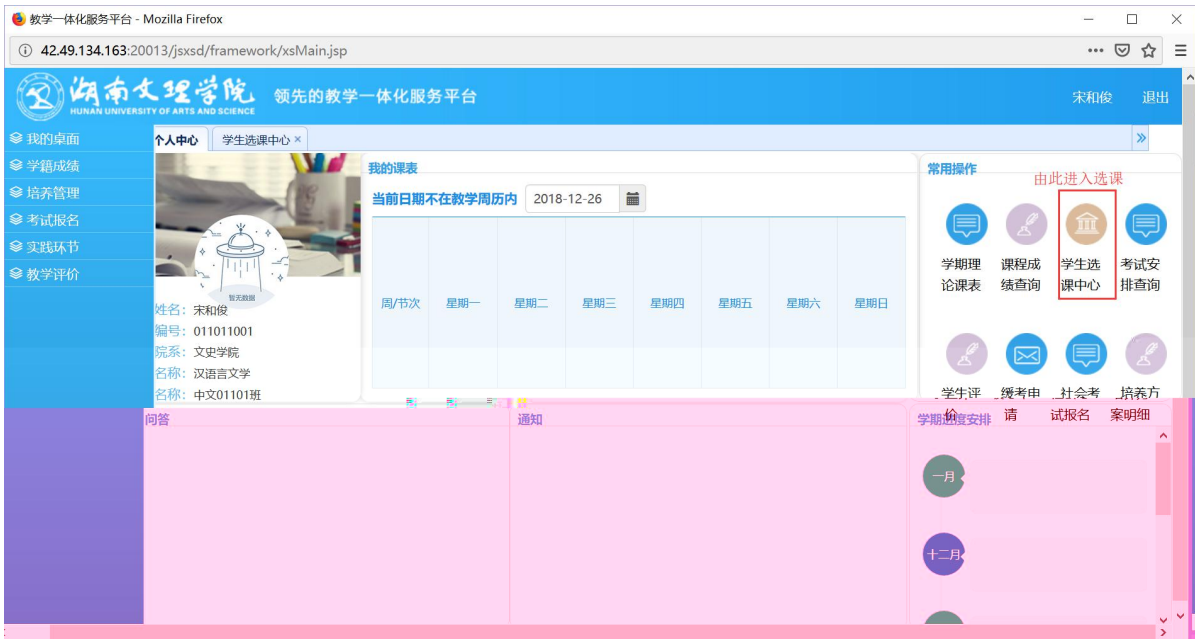 教学一体化服务平台 - Mozilla Firefox
42.49.134.163:20013/jsxsd/framework/xsMain.jsp
湖南文理学院
HUNAN UNIVERSITY OF ARTS AND SCIENCE
领先的教学一体化服务平台
宋和俊 退出
我的桌面
学籍成绩
培养管理
考试报名
实践环节
教学评价
个人中心 学生选课中心 ×
暂无数据
姓名：宋和俊
编号：011011001
院系：文史学院
名称：汉语言文学
名称：中文01101班
我的课表
当前日期不在教学周历内 2018-12-26
周/节次 星期一 星期二 星期三 星期四 星期五 星期六 星期日
常用操作
由此进入选课
学期理论课表
课程成绩查询
学生选课中心
考试安排查询
学生评价
缓考申请
社会考试报名
培养方案明细
问答
通知
学期进度安排
一月
十二月